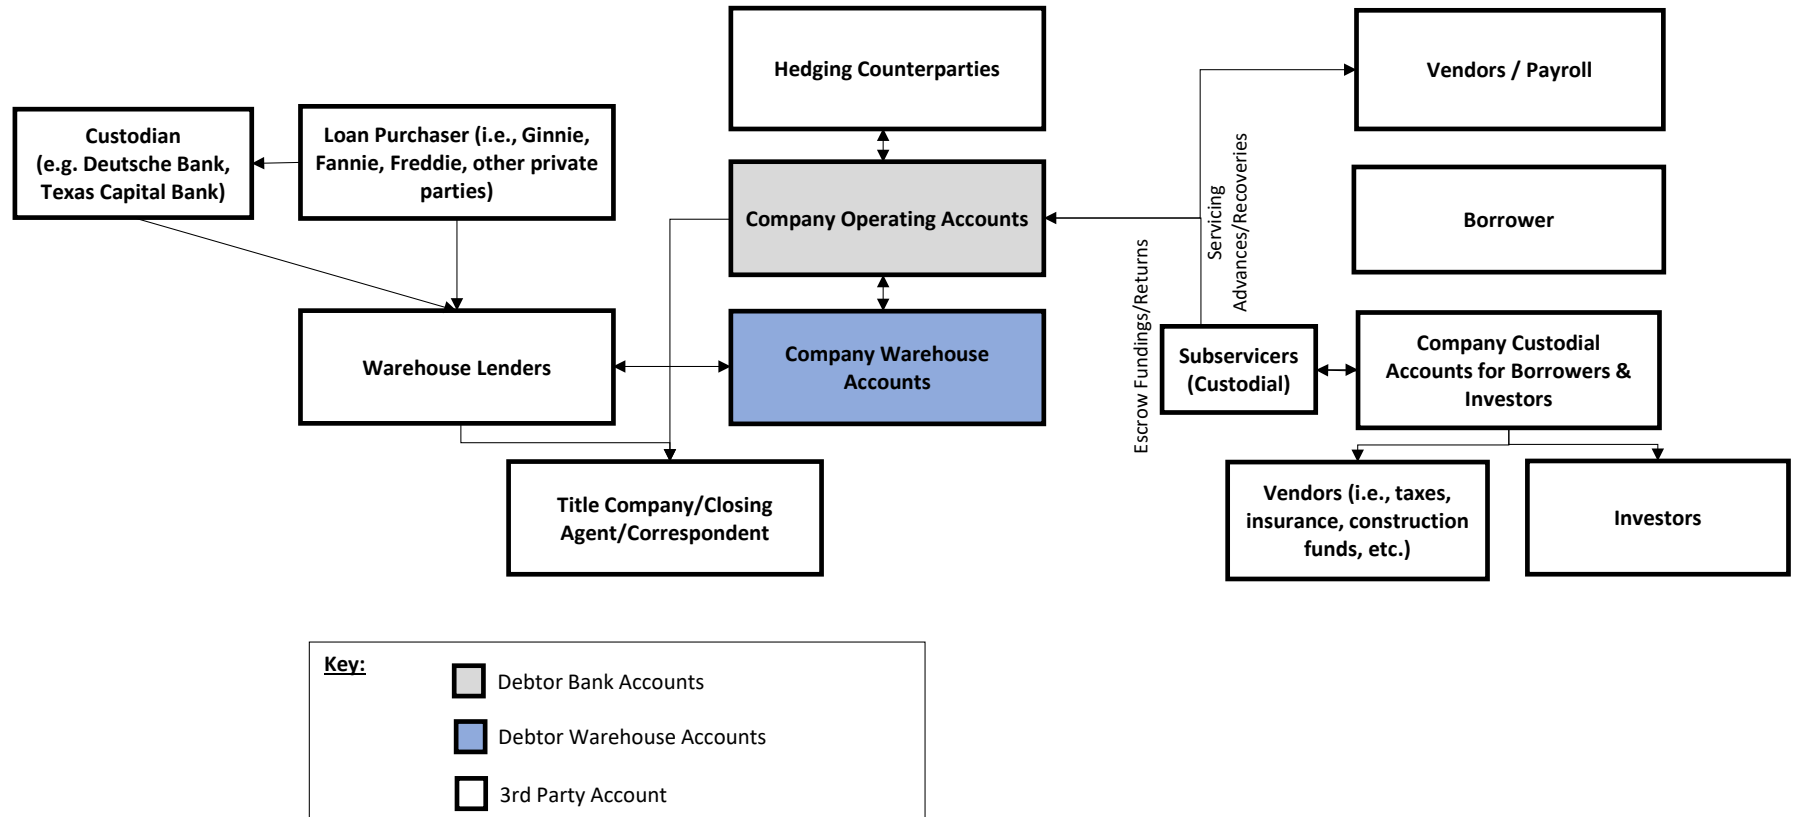 Hedging Counterparties
Vendors / Payroll
Custodian
(e.g. Deutsche Bank,
Texas Capital Bank)
Loan Purchaser (i.e., Ginnie,
Fannie, Freddie, other private
parties)
Company Operating Accounts
Servicing
Advances/Recoveries
Borrower
Escrow Fundings/Returns
Warehouse Lenders
Company Warehouse
Accounts
Subservicers
(Custodial)
Company Custodial
Accounts for Borrowers &
Investors
Title Company/Closing
Agent/Correspondent
Vendors (i.e., taxes,
insurance, construction
funds, etc.)
Investors
Key:
Debtor Bank Accounts
Debtor Warehouse Accounts
3rd Party Account